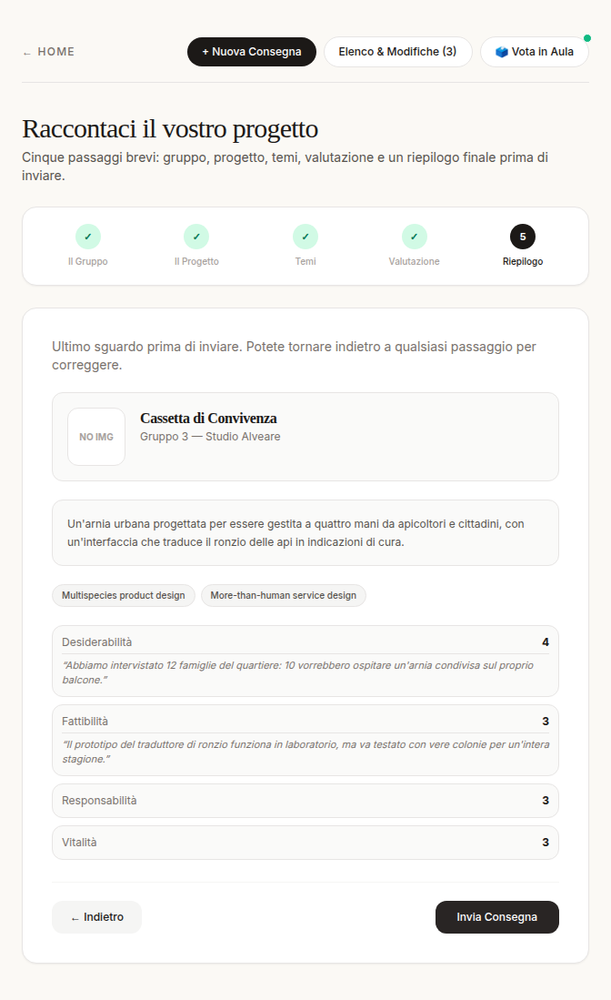 ← HOME
+ Nuova Consegna
Elenco & Modifiche (3)
🗳️ Vota in Aula
Raccontaci il vostro progetto
Cinque passaggi brevi: gruppo, progetto, temi, valutazione e un riepilogo finale prima di
inviare.
✓
✓
✓
✓
5
Il Gruppo
Il Progetto
Temi
Valutazione
Riepilogo
Ultimo sguardo prima di inviare. Potete tornare indietro a qualsiasi passaggio per
correggere.
NO IMG
Cassetta di Convivenza
Gruppo 3 — Studio Alveare
Un'arnia urbana progettata per essere gestita a quattro mani da apicoltori e cittadini, con
un'interfaccia che traduce il ronzio delle api in indicazioni di cura.
Multispecies product design
More-than-human service design
Desiderabilità 4
"Abbiamo intervistato 12 famiglie del quartiere: 10 vorrebbero ospitare un'arnia condivisa sul proprio
balcone."
Fattibilità 3
"Il prototipo del traduttore di ronzio funziona in laboratorio, ma va testato con vere colonie per un'intera
stagione."
Responsabilità 3
Vitalità 3
← Indietro
Invia Consegna